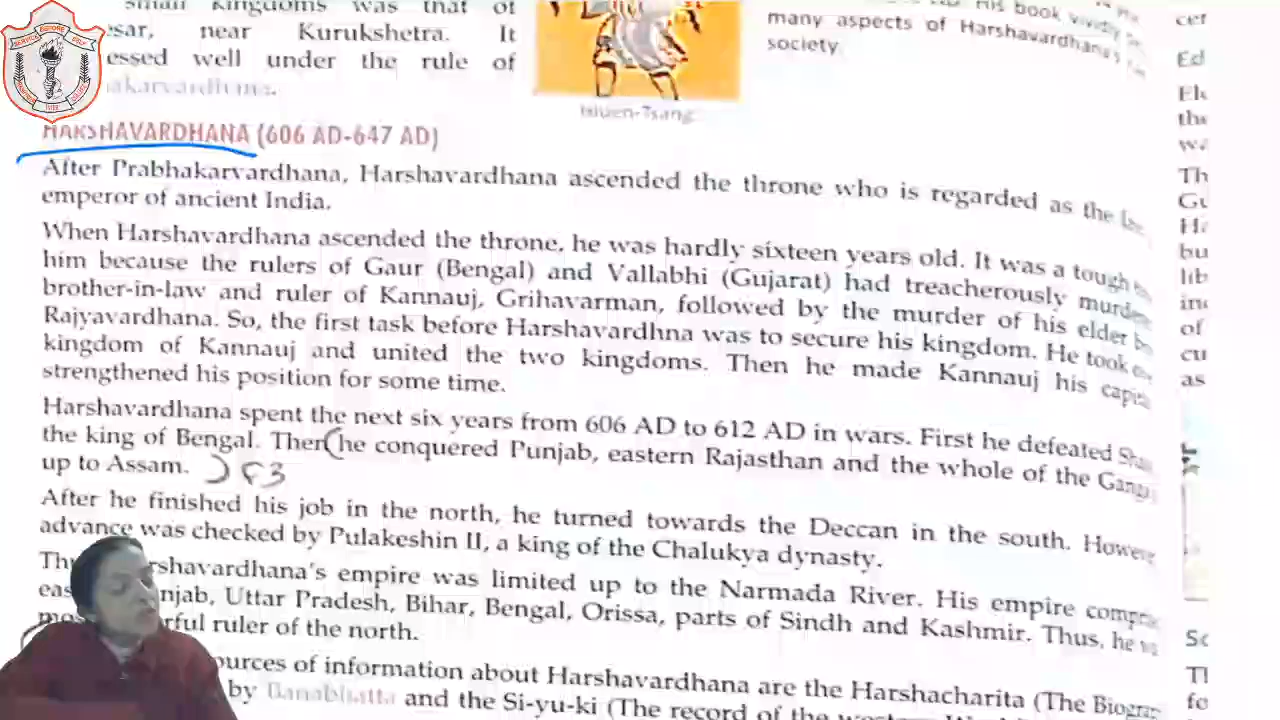 small kingdoms was that of
near Kurukshetra. It
well under the rule of
many aspects of Harshavardhana's
society.
Hiuen-Tsang
HARSHAVARDHANA (606 AD-647 AD)
After Prabhakarvardhana, Harshavardhana ascended the throne who is regarded as the
emperor of ancient India.
When Harshavardhana ascended the throne, he was hardly sixteen years old. It was a tough
him because the rulers of Gaur (Bengal) and Vallabhi (Gujarat) had treacherously
brother-in-law and ruler of Kannauj, Grihavarman, followed by the murder of his elder
Rajyavardhana. So, the first task before Harshavardhna was to secure his kingdom. He took
kingdom of Kannauj and united the two kingdoms. Then he made Kannauj his
strengthened his position for some time.
Harshavardhana spent the next six years from 606 AD to 612 AD in wars. First he defeated
the king of Bengal. Then he conquered Punjab, eastern Rajasthan and the whole of the
up to Assam.
After he finished his job in the north, he turned towards the Deccan in the south.
advance was checked by Pulakeshin II, a king of the Chalukya dynasty.
empire was limited up to the Narmada River. His empire
Uttar Pradesh, Bihar, Bengal, Orissa, parts of Sindh and Kashmir. Thus, he
ruler of the north.
of information about Harshavardhana are the Harshacharita (The
by Banabhatta and the Si-yu-ki (The record of the